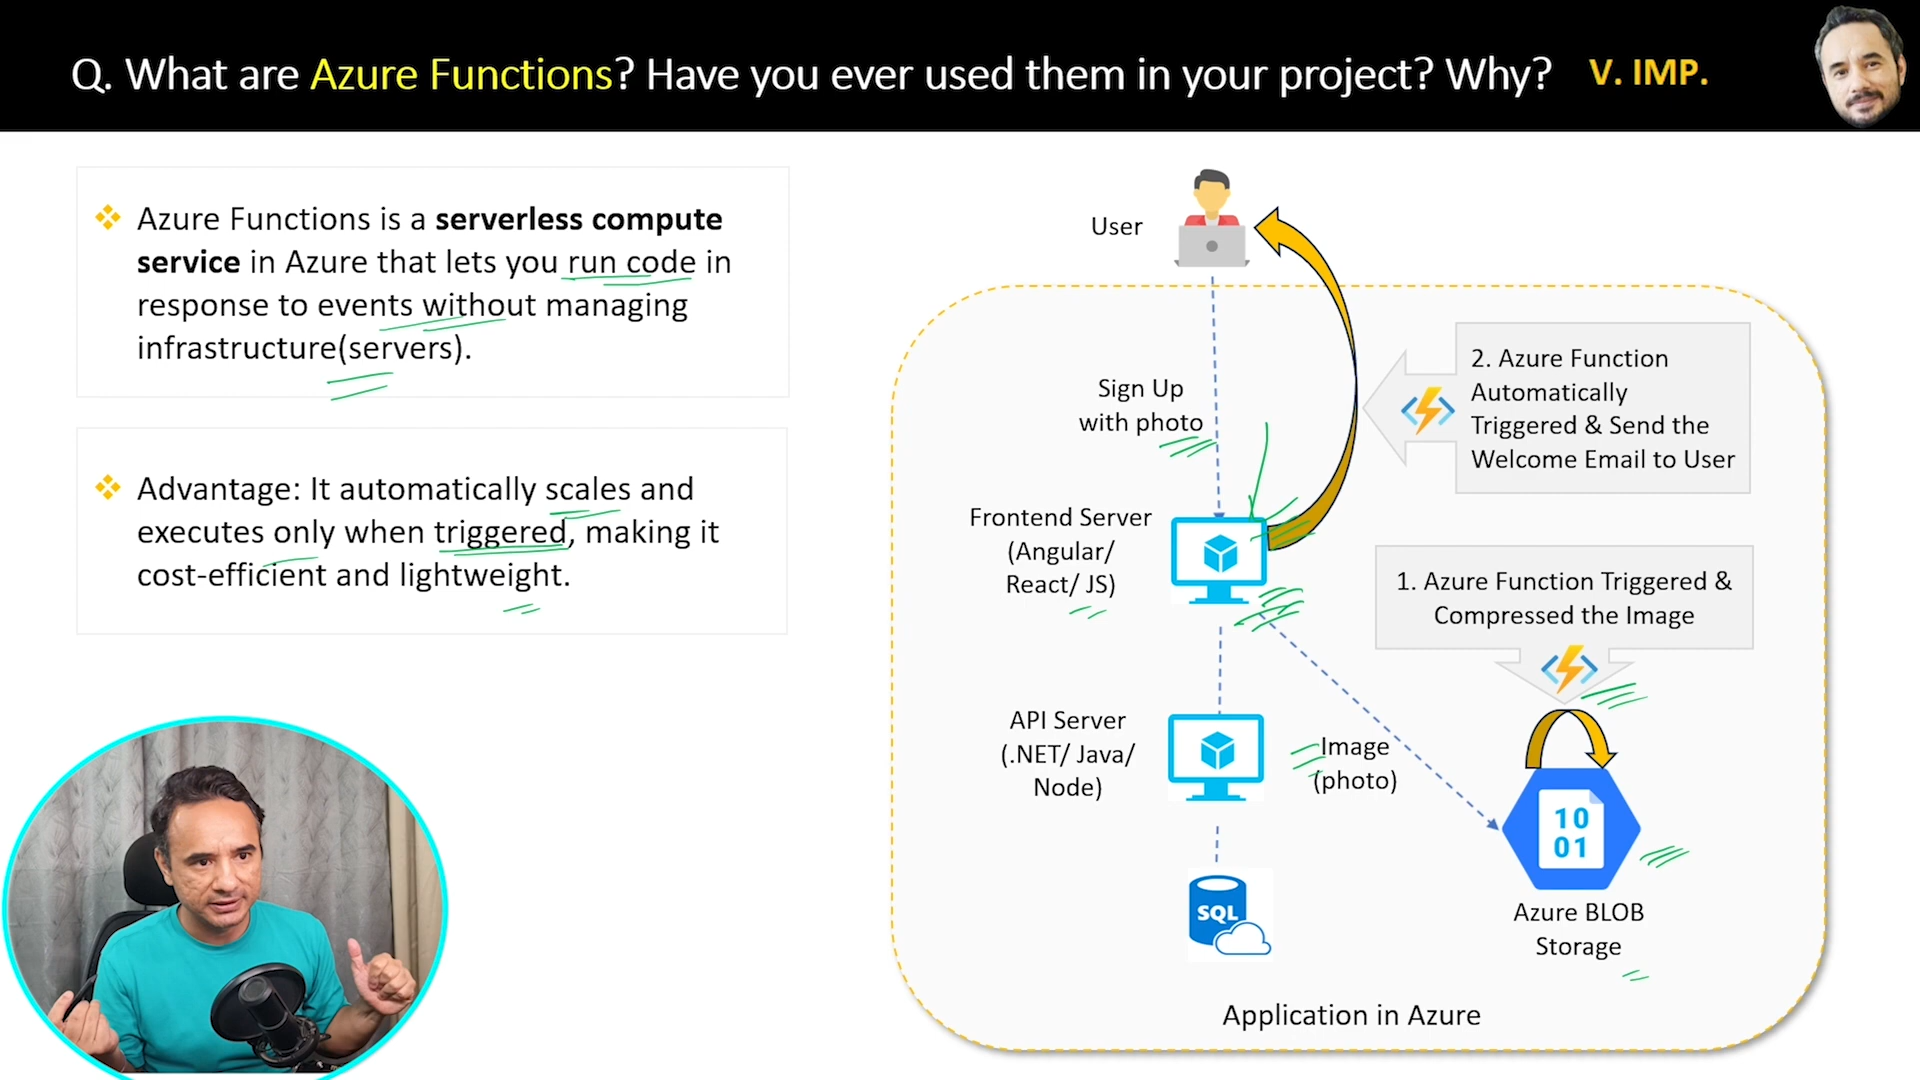 Q. What are Azure Functions? Have you ever used them in your project? Why? V. IMP.
Azure Functions is a serverless compute
service in Azure that lets you run code in
response to events without managing
infrastructure(servers).
Advantage: It automatically scales and
executes only when triggered, making it
cost-efficient and lightweight.
User
Sign Up
with photo
2. Azure Function
Automatically
Triggered & Send the
Welcome Email to User
Frontend Server
(Angular/
React/ JS)
1. Azure Function Triggered &
Compressed the Image
API Server
(.NET/ Java/
Node)
Image
(photo)
10
01
SQL
Azure BLOB
Storage
Application in Azure